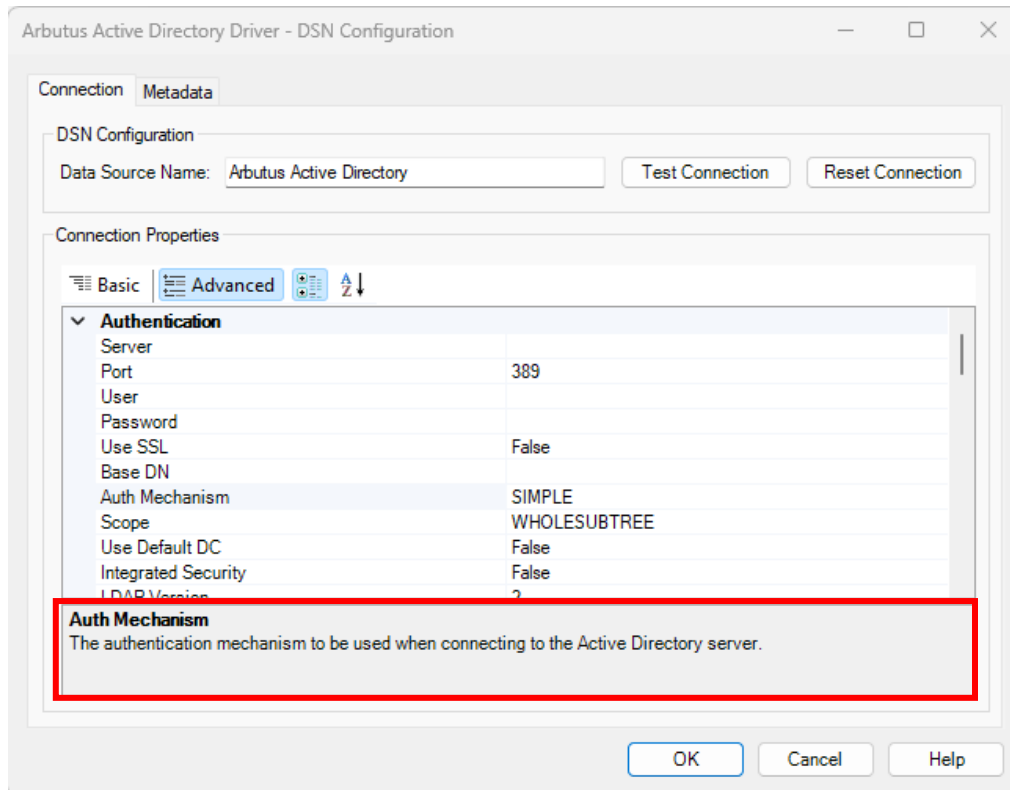 Arbutus Active Directory Driver - DSN Configuration
Connection Metadata
DSN Configuration
Data Source Name: Arbutus Active Directory Test Connection Reset Connection
Connection Properties
Basic Advanced A Z
Authentication
Server
Port 389
User
Password
Use SSL False
Base DN
Auth Mechanism SIMPLE
Scope WHOLESUBTREE
Use Default DC False
Integrated Security False
LDAP Version 2
Auth Mechanism
The authentication mechanism to be used when connecting to the Active Directory server.
OK Cancel Help